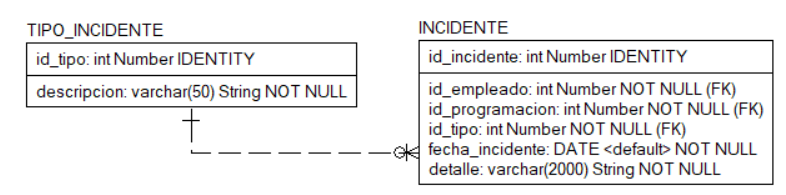 TIPO_INCIDENTE
id_tipo: int Number IDENTITY
descripcion: varchar(50) String NOT NULL
INCIDENTE
id_incidente: int Number IDENTITY
id_empleado: int Number NOT NULL (FK)
id_programacion: int Number NOT NULL (FK)
id_tipo: int Number NOT NULL (FK)
fecha_incidente: DATE <default> NOT NULL
detalle: varchar(2000) String NOT NULL